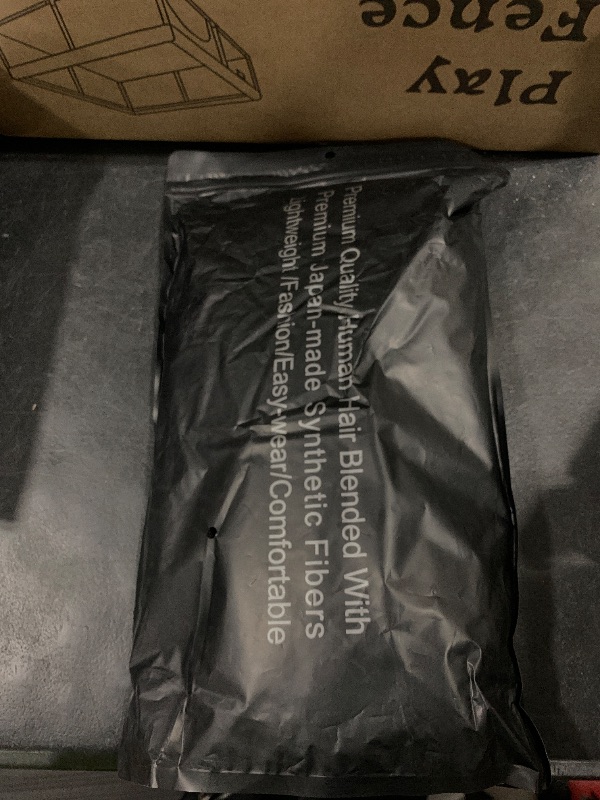 Play
Fence
Premium Quality/Human Hair Blended With
Premium Japan-made Synthetic Fibers
Lightweight/Fashion/Easy-wear/Comfortable